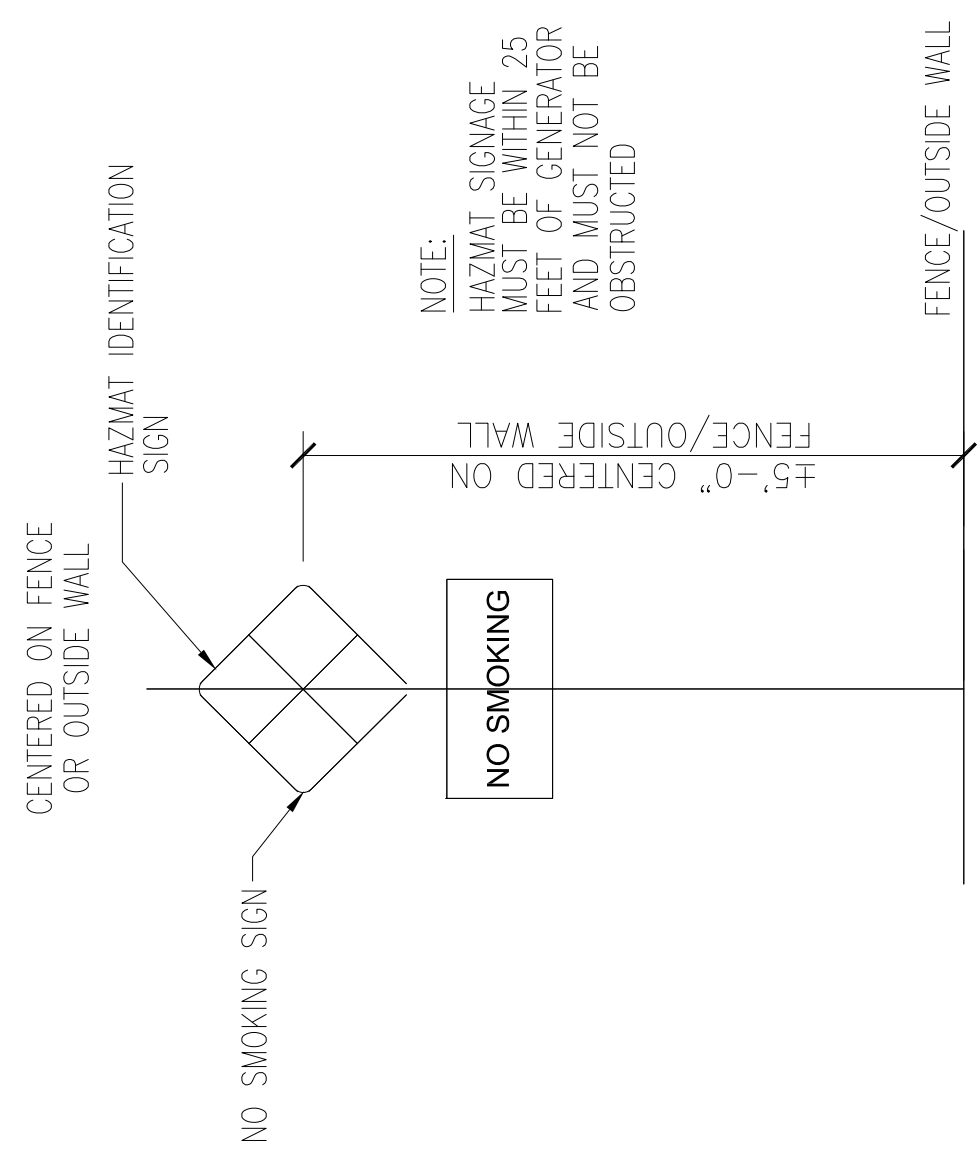 CENTERED ON FENCE
OR OUTSIDE WALL
HAZMAT IDENTIFICATION
SIGN
NO SMOKING SIGN
NO SMOKING
±5'-0" CENTERED ON
FENCE/OUTSIDE WALL
NOTE:
HAZMAT SIGNAGE
MUST BE WITHIN 25
FEET OF GENERATOR
AND MUST NOT BE
OBSTRUCTED
FENCE/OUTSIDE WALL